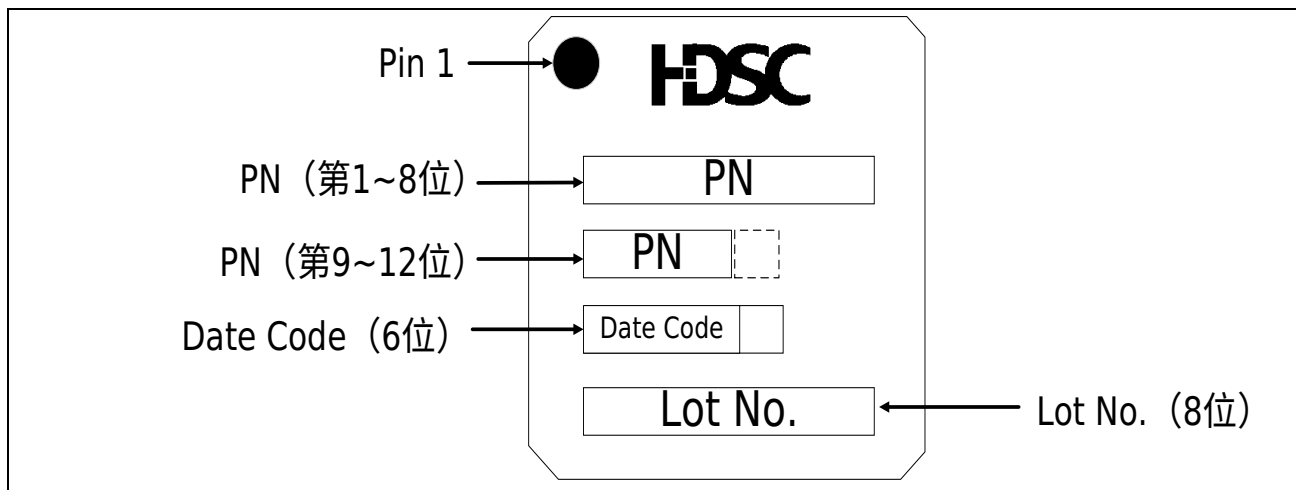 Pin 1
HDSC
PN（第1~8位）
PN
PN（第9~12位）
PN
Date Code（6位）
Date Code
Lot No.
Lot No.（8位）